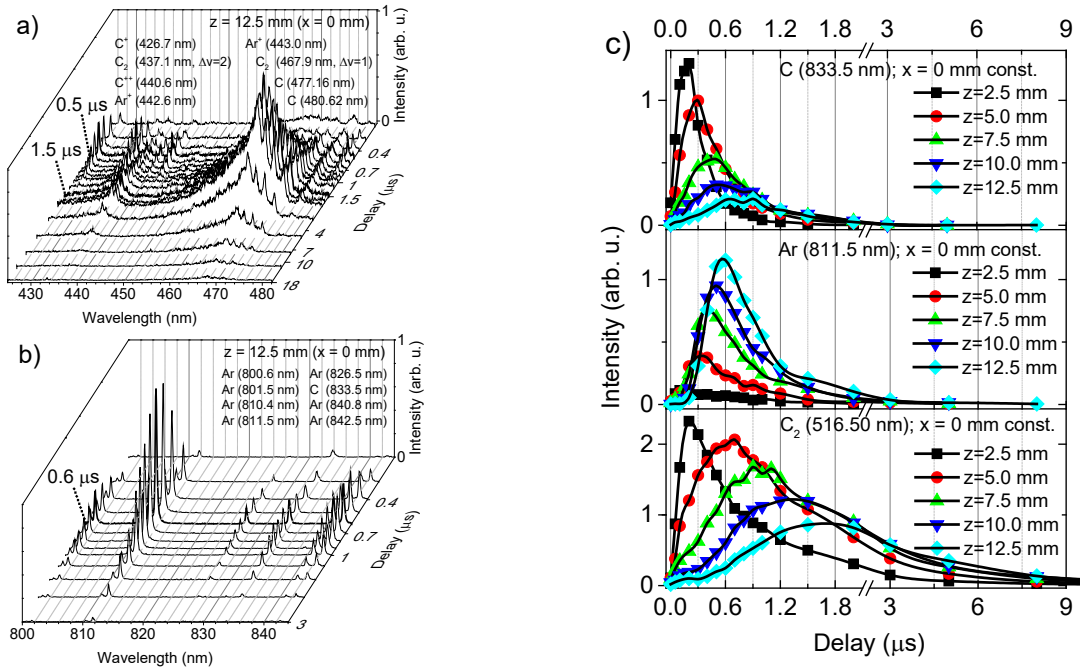 a)
z = 12.5 mm (x = 0 mm)
C⁺ (426.7 nm) Ar⁺ (443.0 nm)
C₂ (437.1 nm, Δv=2) C₂ (467.9 nm, Δv=1)
C⁺⁺ (440.6 nm) C (477.16 nm)
Ar⁺ (442.6 nm) C (480.62 nm)
0.5 µs
1.5 µs
Intensity (arb. u.)
1
0
0.4
0.7
1
1.5
4
7
10
18
Delay (µs)
430 440 450 460 470 480
Wavelength (nm)
b)
z = 12.5 mm (x = 0 mm)
Ar (800.6 nm) Ar (826.5 nm)
Ar (801.5 nm) C (833.5 nm)
Ar (810.4 nm) Ar (840.8 nm)
Ar (811.5 nm) Ar (842.5 nm)
0.6 µs
Intensity (arb. u.)
1
0
0.4
0.7
1
3
Delay (µs)
800 810 820 830 840
Wavelength (nm)
c)
0.0 0.6 1.2 1.8 3 6 9
C (833.5 nm); x = 0 mm const.
z=2.5 mm
z=5.0 mm
z=7.5 mm
z=10.0 mm
z=12.5 mm
1
0
Ar (811.5 nm); x = 0 mm const.
z=2.5 mm
z=5.0 mm
z=7.5 mm
z=10.0 mm
z=12.5 mm
1
0
Intensity (arb. u.)
C₂ (516.50 nm); x = 0 mm const.
z=2.5 mm
z=5.0 mm
z=7.5 mm
z=10.0 mm
z=12.5 mm
2
1
0
0.0 0.6 1.2 1.8 3 6 9
Delay (µs)